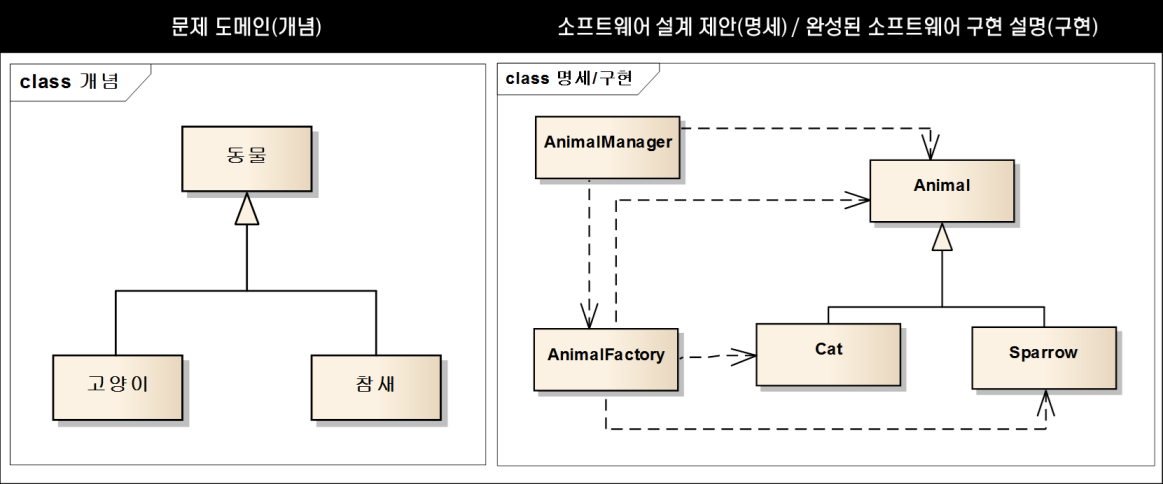 문제 도메인(개념)
소프트웨어 설계 제안(명세) / 완성된 소프트웨어 구현 설명(구현)
class 개념
동물
고양이
참새
class 명세/구현
AnimalManager
Animal
AnimalFactory
Cat
Sparrow